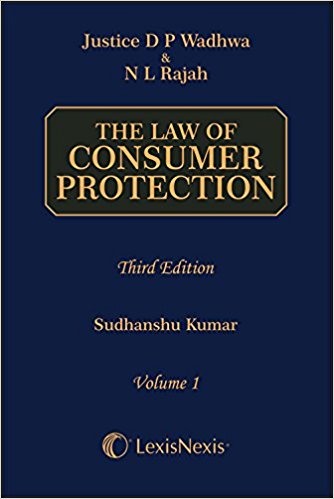 Justice D P Wadhwa
&
N L Rajah
THE LAW OF
CONSUMER
PROTECTION
Third Edition
Sudhanshu Kumar
Volume 1
LexisNexis®